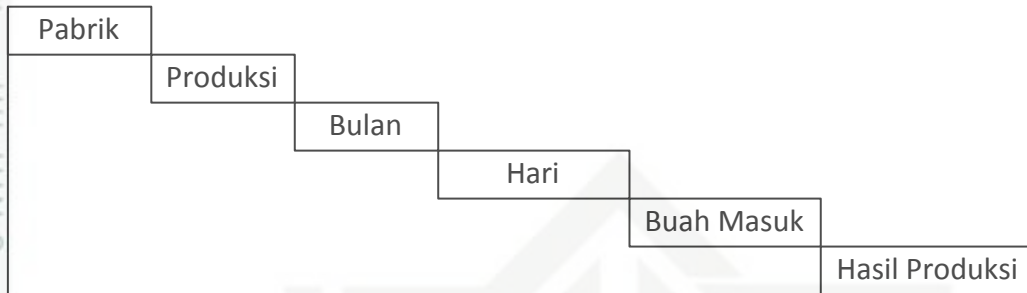 Pabrik
Produksi
Bulan
Hari
Buah Masuk
Hasil Produksi